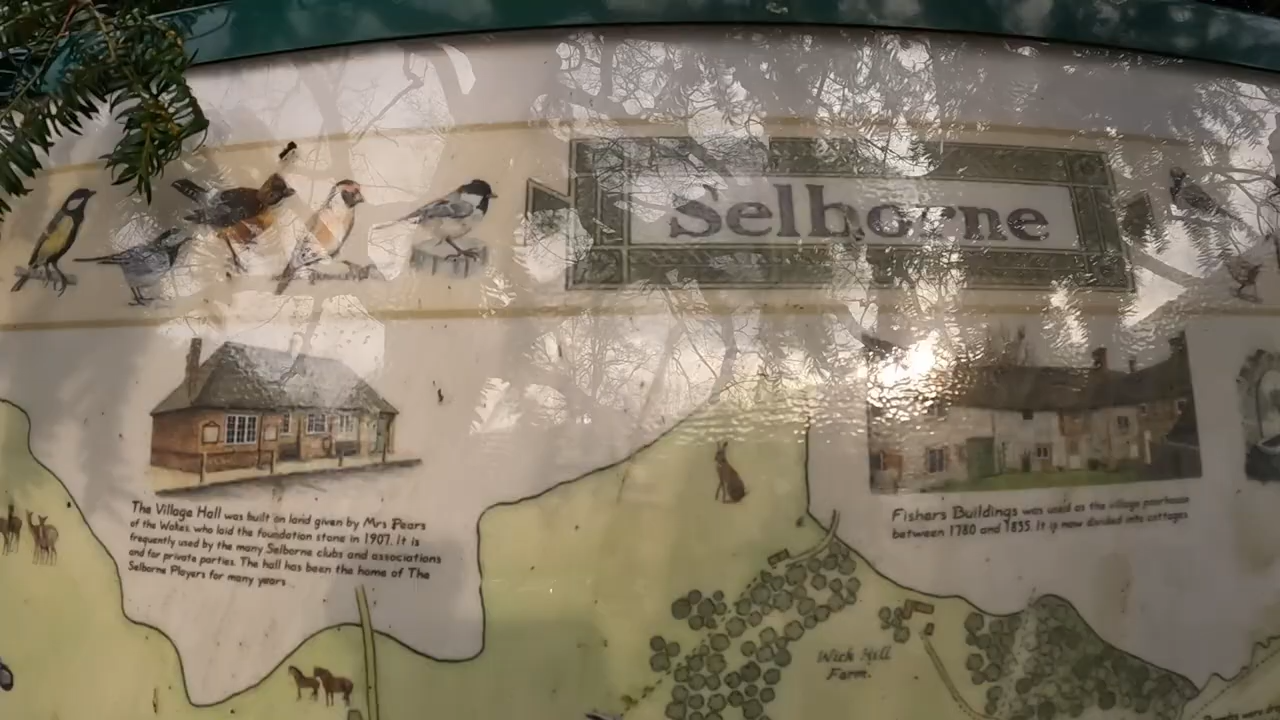 Selborne
The Village Hall was built on land given by Mrs Pears
of the Wakes, who laid the foundation stone in 1907. It is
frequently used by the many Selborne clubs and associations
and for private parties. The hall has been the home of The
Selborne Players for many years.
Fishers Buildings was used as the village poorhouse
between 1780 and 1855. It is now divided into cottages
Wick Hill
Farm.